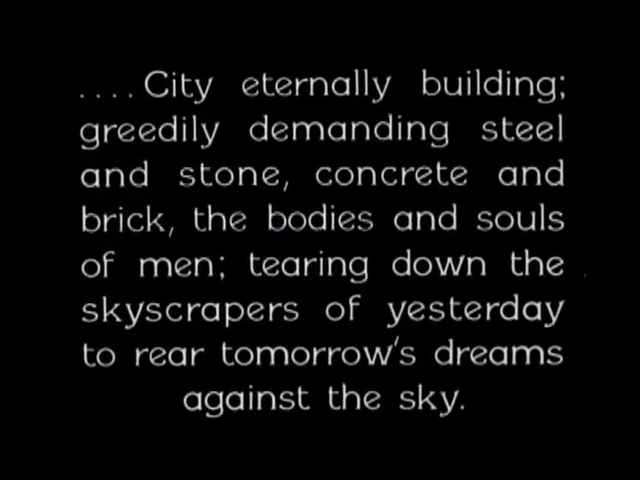 ....City eternally building;
greedily demanding steel
and stone, concrete and
brick, the bodies and souls
of men; tearing down the
skyscrapers of yesterday
to rear tomorrow's dreams
against the sky.